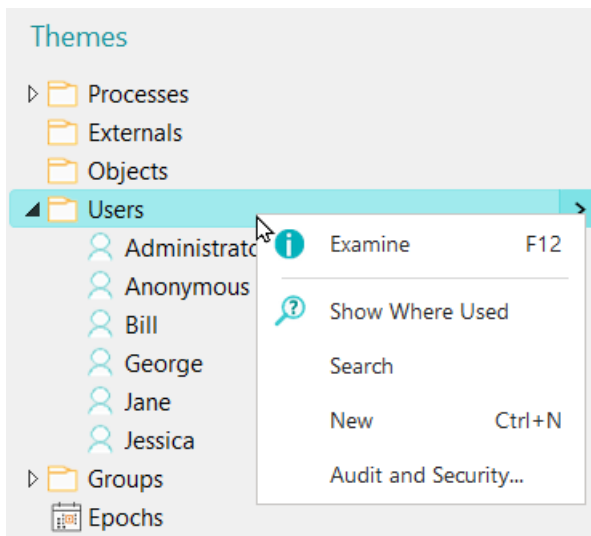 Themes
Processes
Externals
Objects
Users
Administrato
Anonymous
Bill
George
Jane
Jessica
Groups
Epochs
Examine F12
Show Where Used
Search
New Ctrl+N
Audit and Security...